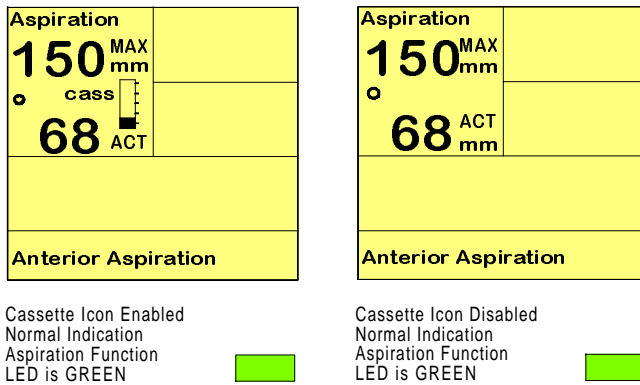 Aspiration
150 MAX
mm
cass
68 ACT
Anterior Aspiration
Cassette Icon Enabled
Normal Indication
Aspiration Function
LED is GREEN
Aspiration
150 MAX
mm
68 ACT
mm
Anterior Aspiration
Cassette Icon Disabled
Normal Indication
Aspiration Function
LED is GREEN